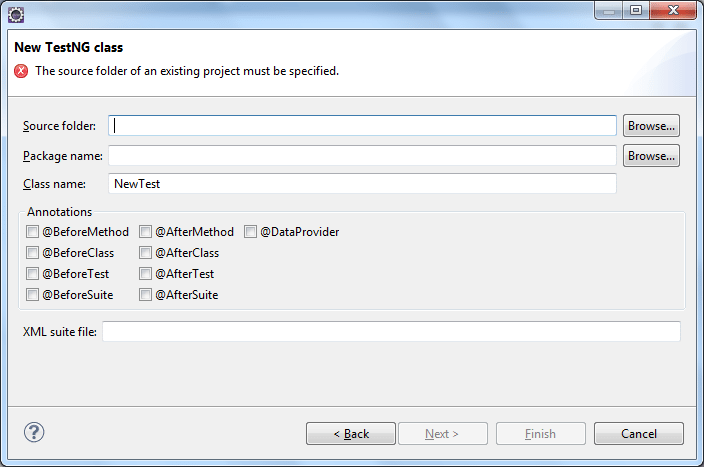 New TestNG class
The source folder of an existing project must be specified.
Source folder: Browse...
Package name: Browse...
Class name: NewTest
Annotations
@BeforeMethod @AfterMethod @DataProvider
@BeforeClass @AfterClass
@BeforeTest @AfterTest
@BeforeSuite @AfterSuite
XML suite file:
? < Back Next > Finish Cancel